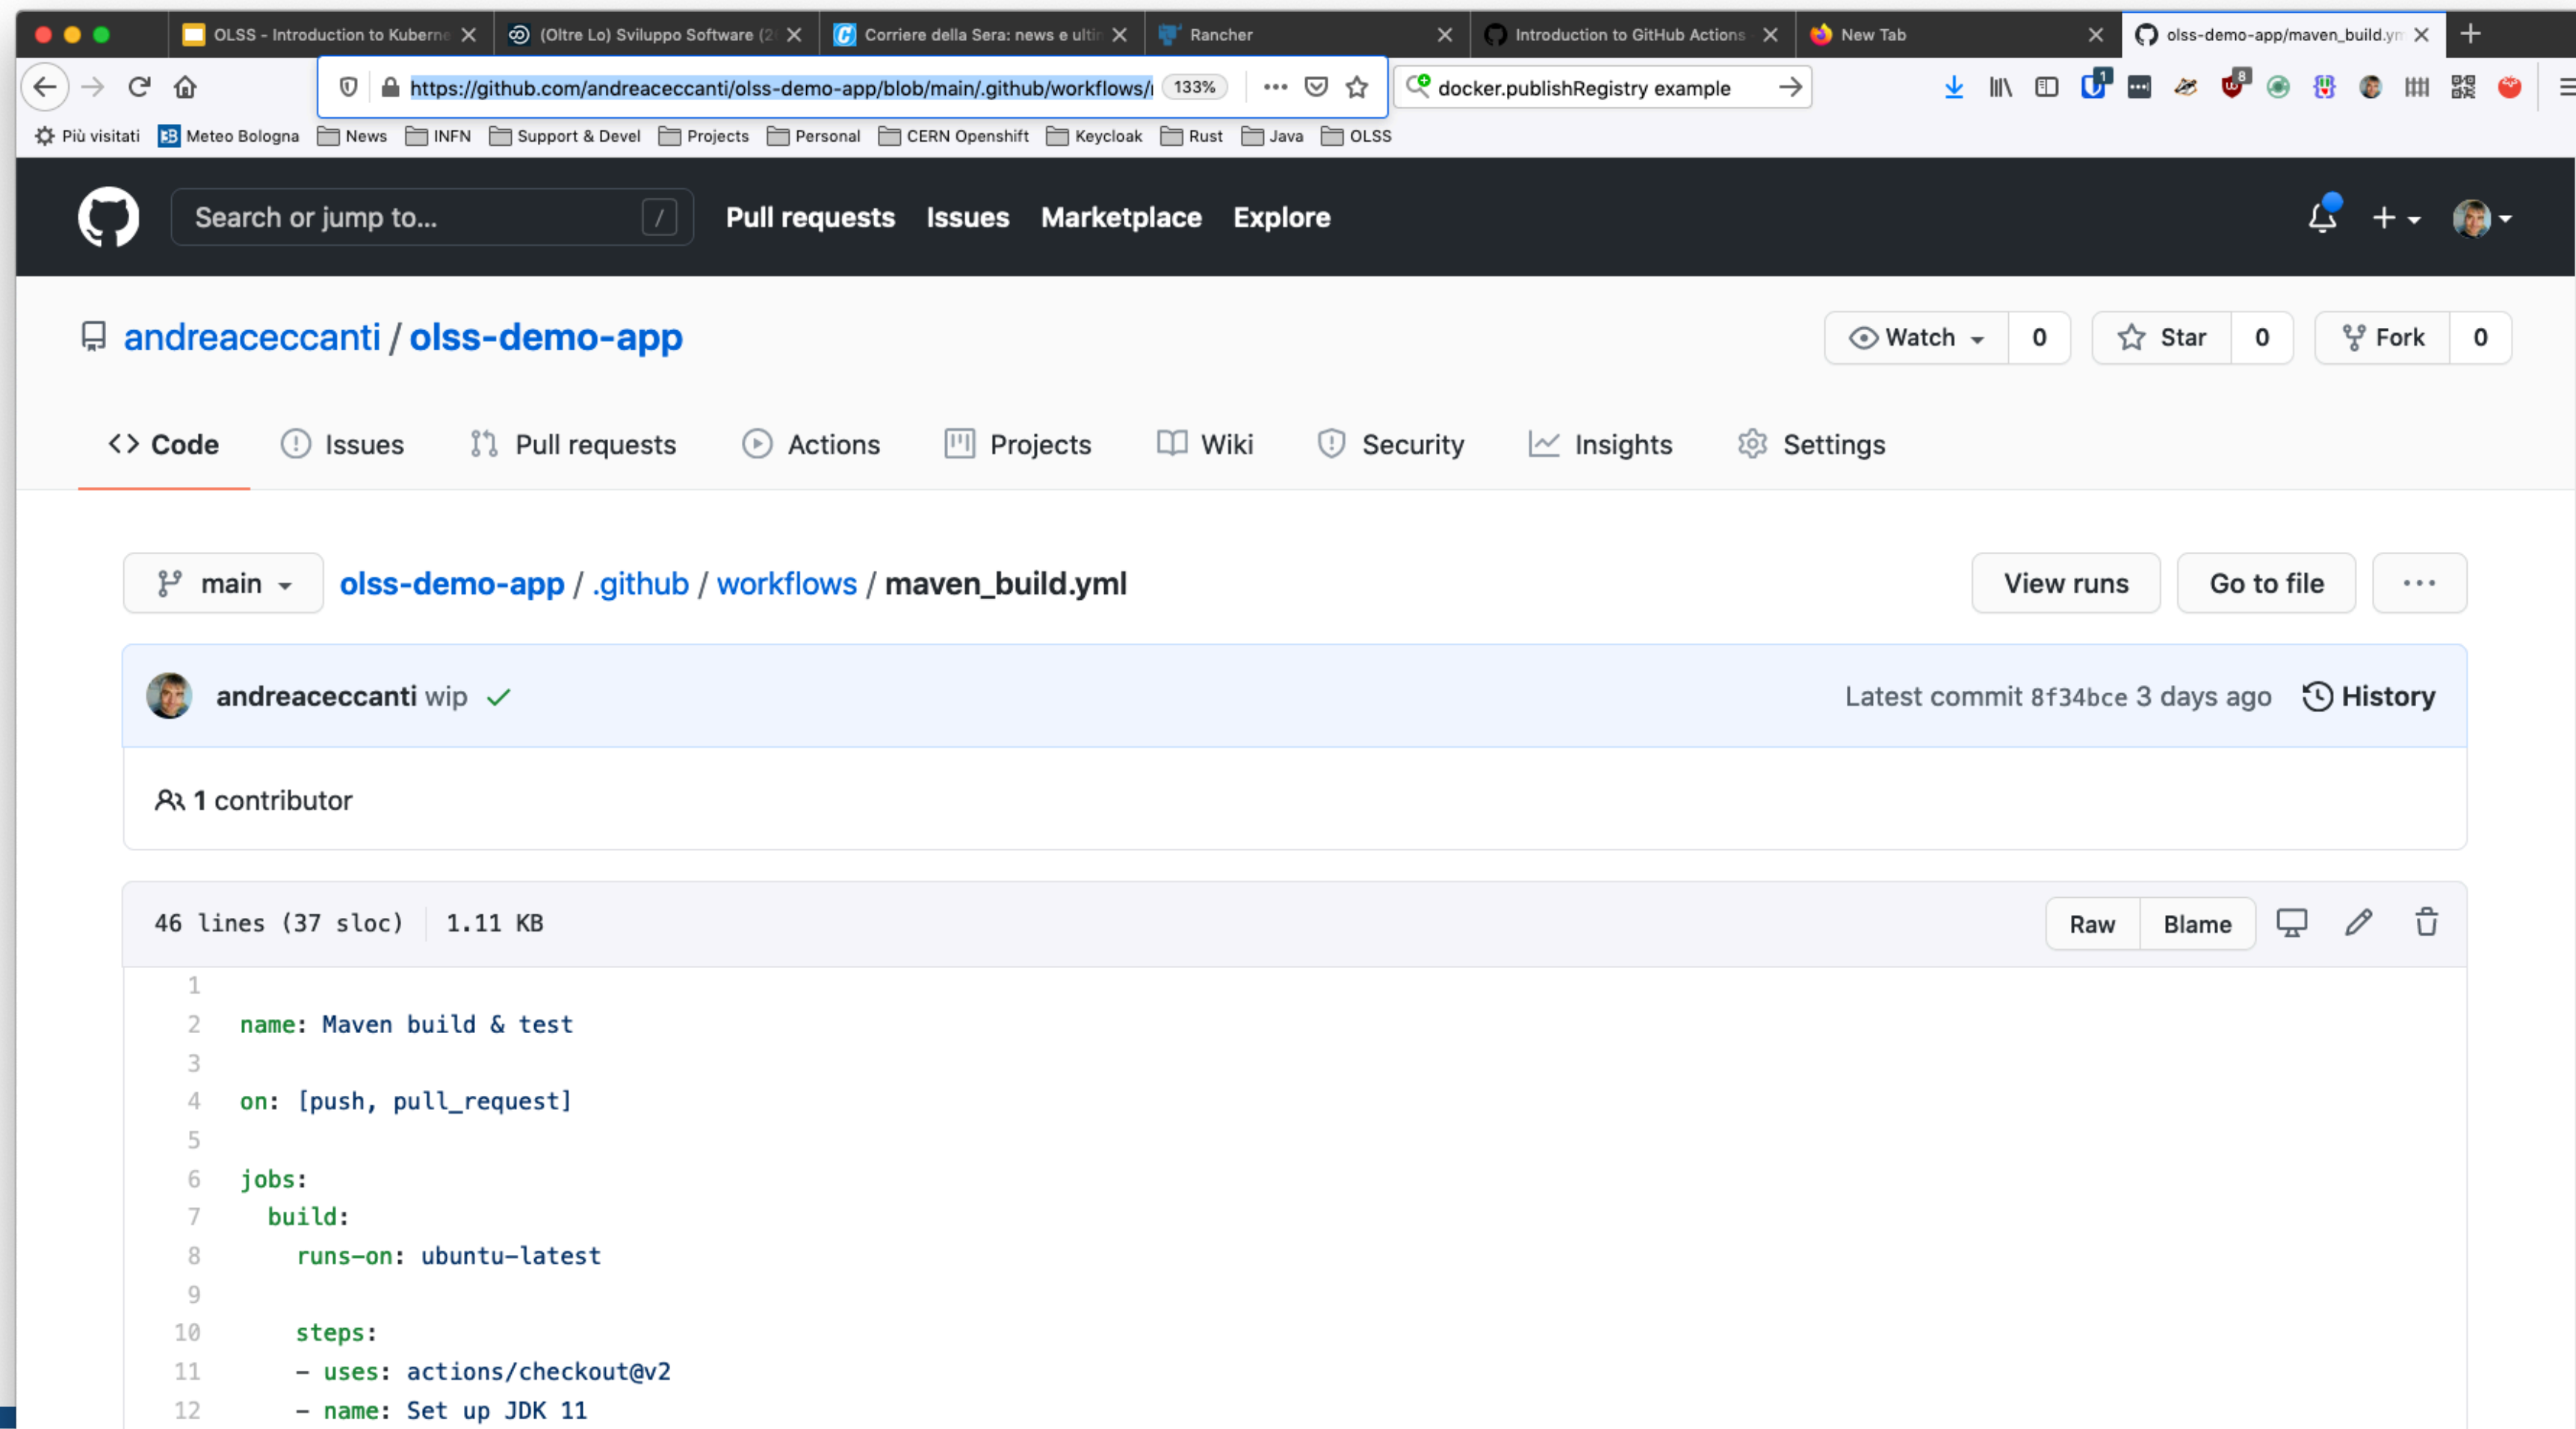 OLSS - Introduction to Kuberne
(Oltre Lo) Sviluppo Software (2
Corriere della Sera: news e ultin
Rancher
Introduction to GitHub Actions
New Tab
olss-demo-app/maven_build.ym
https://github.com/andreaceccanti/olss-demo-app/blob/main/.github/workflows/
133%
docker.publishRegistry example
1
8
Più visitati
3B Meteo Bologna
News
INFN
Support & Devel
Projects
Personal
CERN Openshift
Keycloak
Rust
Java
OLSS
Search or jump to...
/
Pull requests
Issues
Marketplace
Explore
andreaceccanti / olss-demo-app
Watch 0
Star 0
Fork 0
Code
Issues
Pull requests
Actions
Projects
Wiki
Security
Insights
Settings
main
olss-demo-app / .github / workflows / maven_build.yml
View runs
Go to file
andreaceccanti wip
Latest commit 8f34bce 3 days ago
History
1 contributor
46 lines (37 sloc)
1.11 KB
Raw
Blame
1
2 name: Maven build & test
3
4 on: [push, pull_request]
5
6 jobs:
7 build:
8 runs-on: ubuntu-latest
9
10 steps:
11 - uses: actions/checkout@v2
12 - name: Set up JDK 11